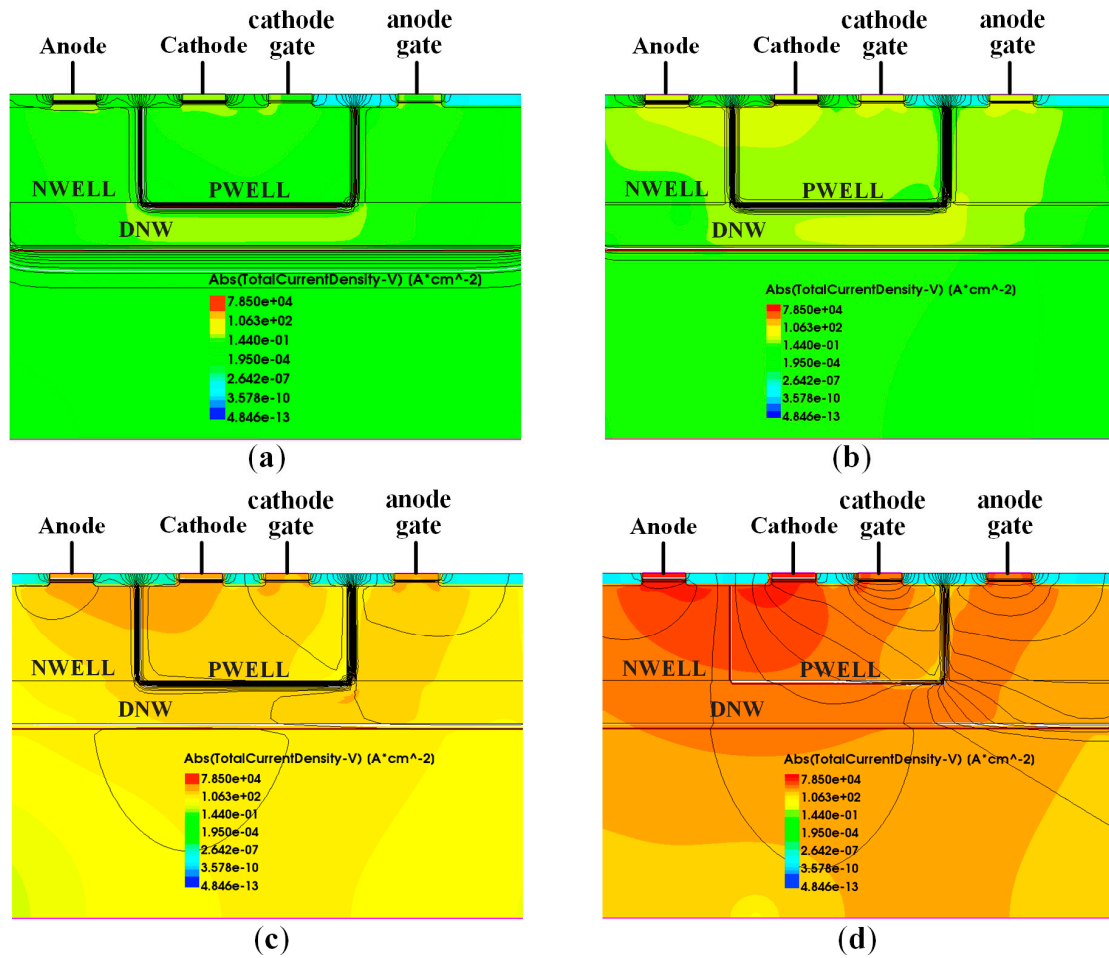 cathode
anode
Anode
Cathode
gate
gate
NWELL
PWELL
DNW
Abs(TotalCurrentDensity-V) (A*cm^-2)
7.850e+04
1.063e+02
1.440e-01
1.950e-04
2.642e-07
3.578e-10
4.846e-13
(a)
cathode
anode
Anode
Cathode
gate
gate
NWELL
PWELL
DNW
Abs(TotalCurrentDensity-V) (A*cm^-2)
7.850e+04
1.063e+02
1.440e-01
1.950e-04
2.642e-07
3.578e-10
4.846e-13
(b)
cathode
anode
Anode
Cathode
gate
gate
NWELL
PWELL
DNW
Abs(TotalCurrentDensity-V) (A*cm^-2)
7.850e+04
1.063e+02
1.440e-01
1.950e-04
2.642e-07
3.578e-10
4.846e-13
(c)
cathode
anode
Anode
Cathode
gate
gate
NWELL
PWELL
DNW
Abs(TotalCurrentDensity-V) (A*cm^-2)
7.850e+04
1.063e+02
1.440e-01
1.950e-04
2.642e-07
3.578e-10
4.846e-13
(d)